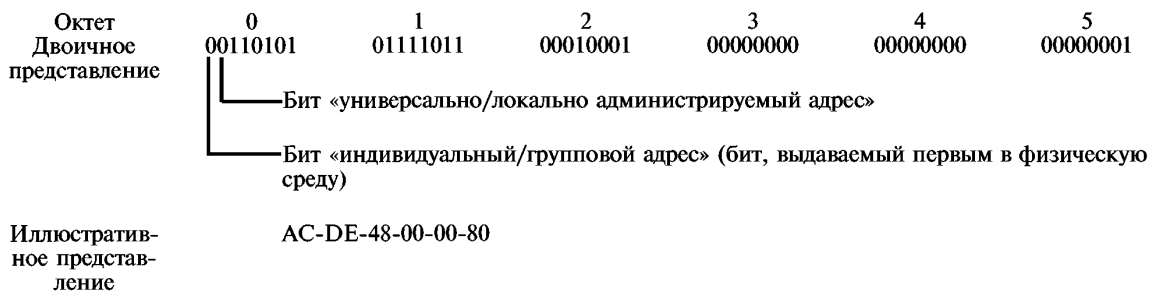 Октет 0 1 2 3 4 5
Двоичное 00110101 01111011 00010001 00000000 00000000 00000001
представление
Бит «универсально/локально администрируемый адрес»
Бит «индивидуальный/групповой адрес» (бит, выдаваемый первым в физическую
среду)
Иллюстратив- AC-DE-48-00-00-80
ное представ-
ление